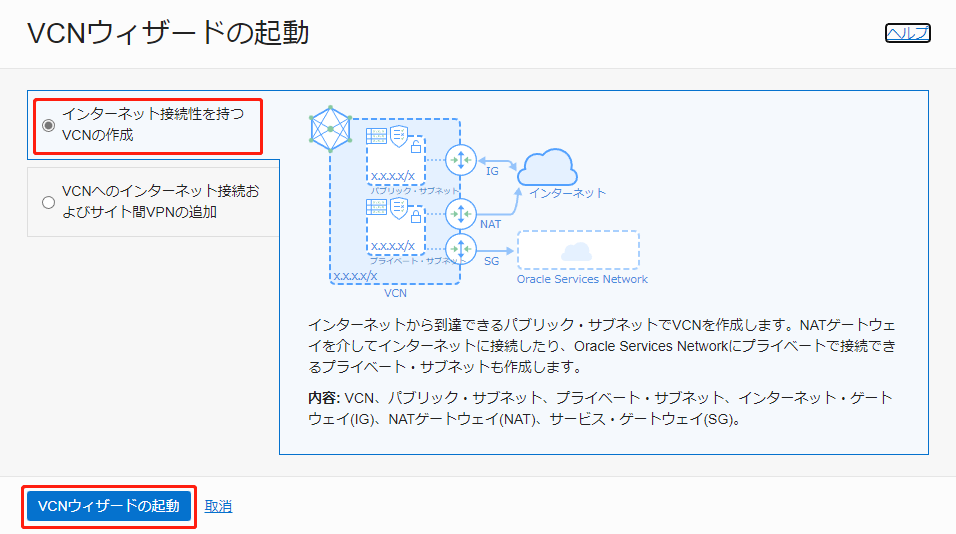 VCNウィザードの起動
ヘルプ
インターネット接続性を持つ
VCNの作成
VCNへのインターネット接続お
よびサイト間VPNの追加
x.x.x.x/x
パブリック・サブネット
IG
インターネット
NAT
x.x.x.x/x
プライベート・サブネット
SG
x.x.x.x/x
Oracle Services Network
VCN
インターネットから到達できるパブリック・サブネットでVCNを作成します。NATゲートウェ
イを介してインターネットに接続したり、Oracle Services Networkにプライベートで接続でき
るプライベート・サブネットも作成します。
内容: VCN、パブリック・サブネット、プライベート・サブネット、インターネット・ゲート
ウェイ(IG)、NATゲートウェイ(NAT)、サービス・ゲートウェイ(SG)。
VCNウィザードの起動
取消